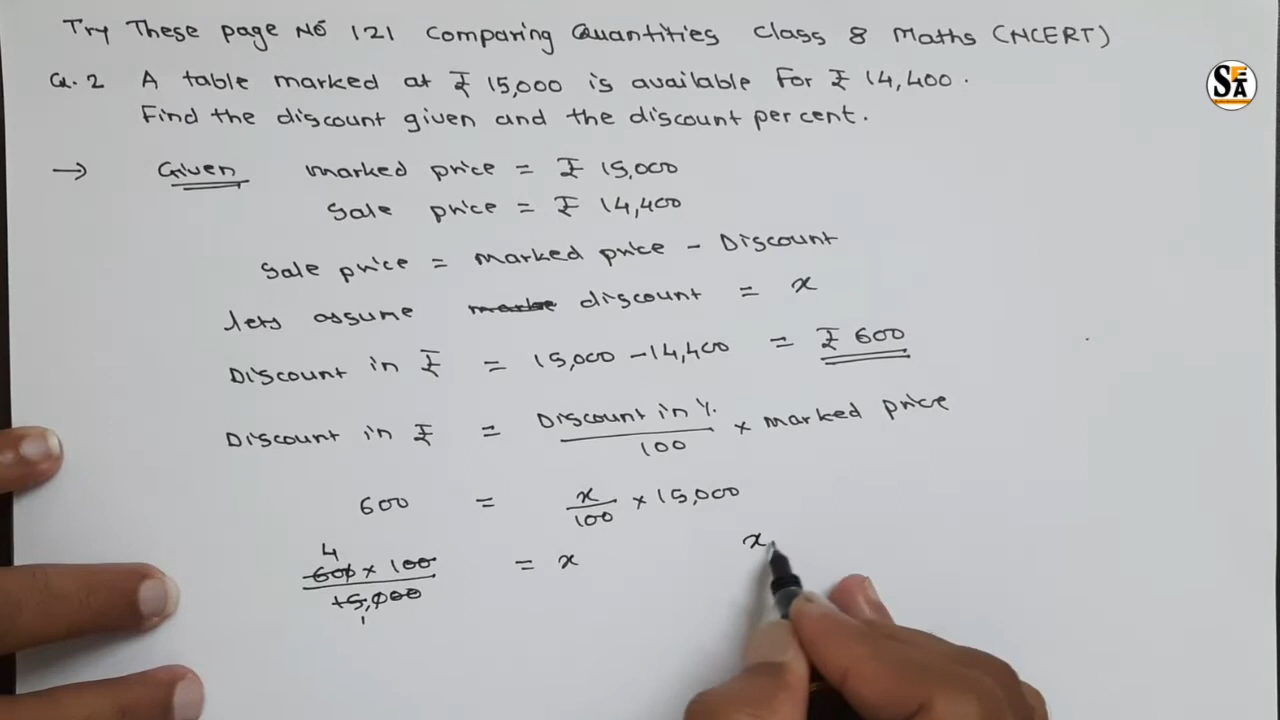 Try These page No 121 Comparing Quantities Class 8 Maths (NCERT)
Q.2 A table marked at ₹ 15,000 is available for ₹ 14,400.
Find the discount given and the discount per cent.
→ Given marked price = ₹ 15,000
Sale price = ₹ 14,400
Sale price = marked price - Discount
lets assume discount = x
Discount in ₹ = 15,000 - 14,400 = ₹ 600
Discount in ₹ = Discount in % / 100 × marked price
600 = x / 100 × 15,000
4
600 × 100 / 15,000 = x
1
x
SFTA